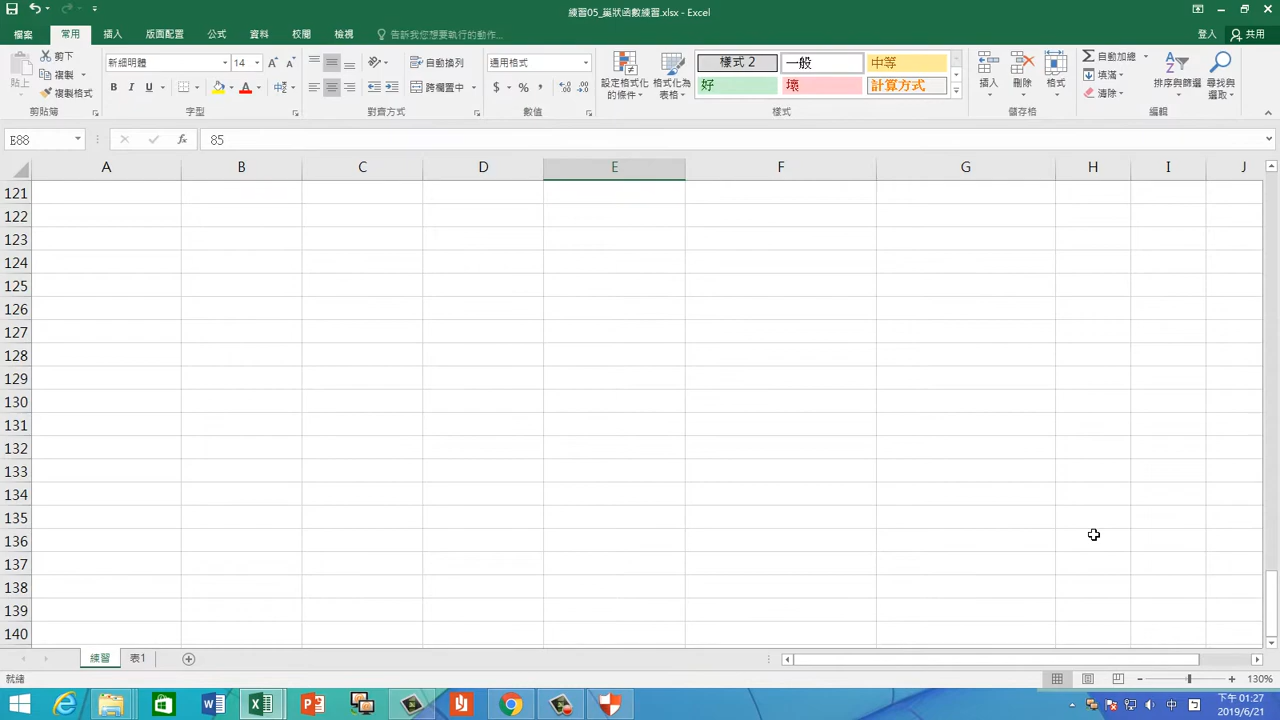 練習05_巢狀函數練習.xlsx - Excel
檔案 常用 插入 版面配置 公式 資料 校閱 檢視 告訴我您想要執行的動作... 登入 共用
貼上 剪下 複製 複製格式 剪貼簿
新細明體 14 B I U A 中 字型
自動換列 跨欄置中 對齊方式
通用格式 $ % , 數值
設定格式化的條件 格式化為表格 樣式 2 一般 中等 好 壞 計算方式 樣式
插入 刪除 格式 儲存格
自動加總 填滿 清除 排序與篩選 尋找與選取 編輯
E88 fx 85
A B C D E F G H I J
121
122
123
124
125
126
127
128
129
130
131
132
133
134
135
136
137
138
139
140
練習 表1
就緒 130%
中 下午 01:27
2019/6/21